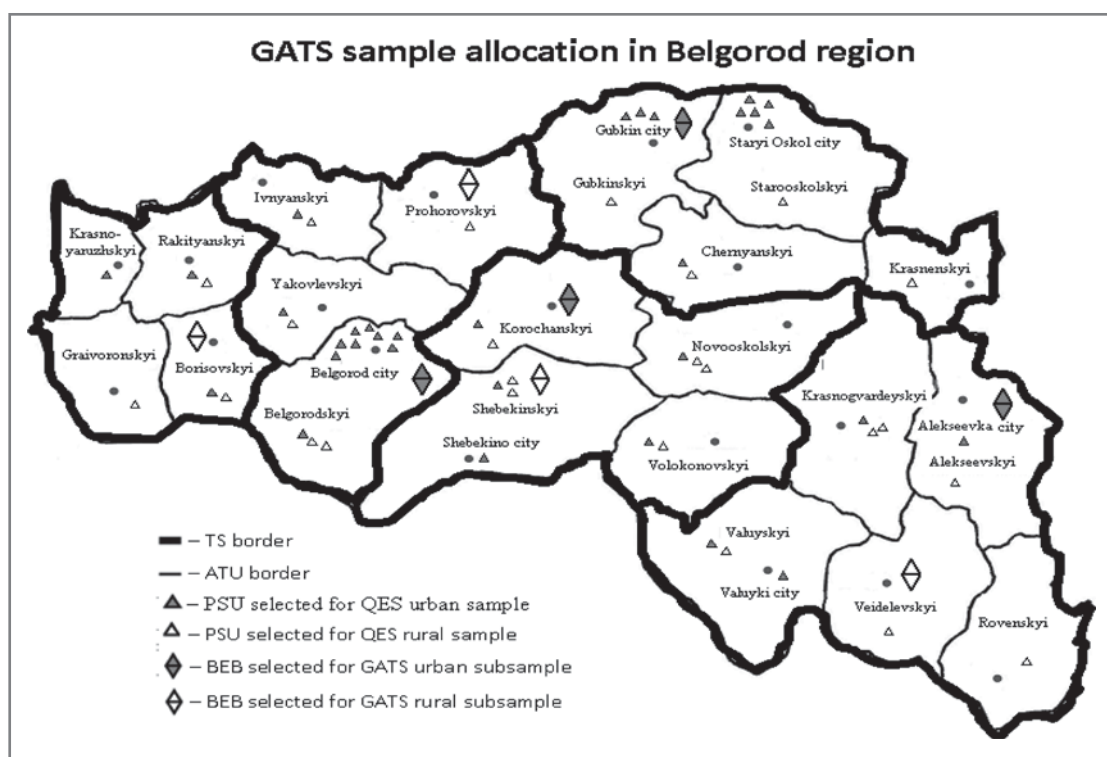 GATS sample allocation in Belgorod region
Gubkin city
Staryi Oskol city
Ivnyanskyi
Prohorovskyi
Gubkinskyi
Starooskolskyi
Krasno-
yaruzhskyi
Rakityanskyi
Chernyanskyi
Krasnenskyi
Yakovlevskyi
Korochanskyi
Novooskolskyi
Graivoronskyi
Borisovskyi
Belgorod city
Belgorodskyi
Shebekinskyi
Krasnogvardeyskyi
Alekseevka city
Shebekino city
Volokonovskyi
Alekseevskyi
Valuyskyi
Valuyki city
Veidelevskyi
Rovenskyi
– TS border
– ATU border
– PSU selected for QES urban sample
– PSU selected for QES rural sample
– BEB selected for GATS urban subsample
– BEB selected for GATS rural subsample